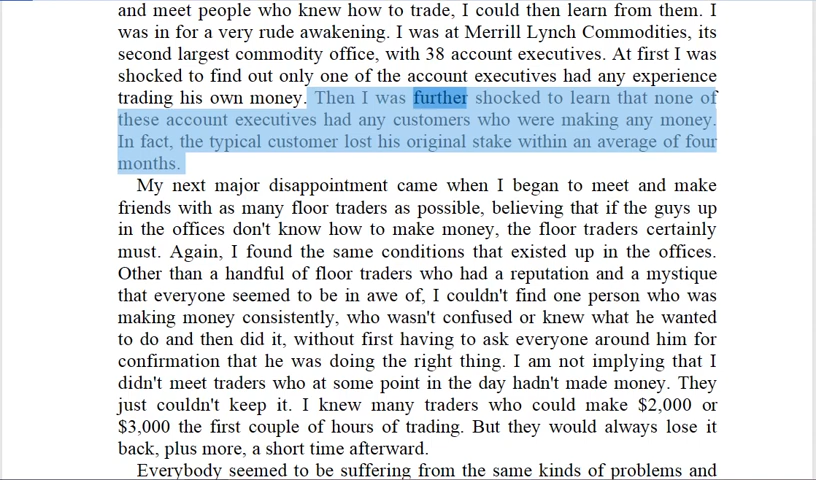 and meet people who knew how to trade, I could then learn from them. I
was in for a very rude awakening. I was at Merrill Lynch Commodities, its
second largest commodity office, with 38 account executives. At first I was
shocked to find out only one of the account executives had any experience
trading his own money. Then I was further shocked to learn that none of
these account executives had any customers who were making any money.
In fact, the typical customer lost his original stake within an average of four
months.
My next major disappointment came when I began to meet and make
friends with as many floor traders as possible, believing that if the guys up
in the offices don't know how to make money, the floor traders certainly
must. Again, I found the same conditions that existed up in the offices.
Other than a handful of floor traders who had a reputation and a mystique
that everyone seemed to be in awe of, I couldn't find one person who was
making money consistently, who wasn't confused or knew what he wanted
to do and then did it, without first having to ask everyone around him for
confirmation that he was doing the right thing. I am not implying that I
didn't meet traders who at some point in the day hadn't made money. They
just couldn't keep it. I knew many traders who could make $2,000 or
$3,000 the first couple of hours of trading. But they would always lose it
back, plus more, a short time afterward.
Everybody seemed to be suffering from the same kinds of problems and